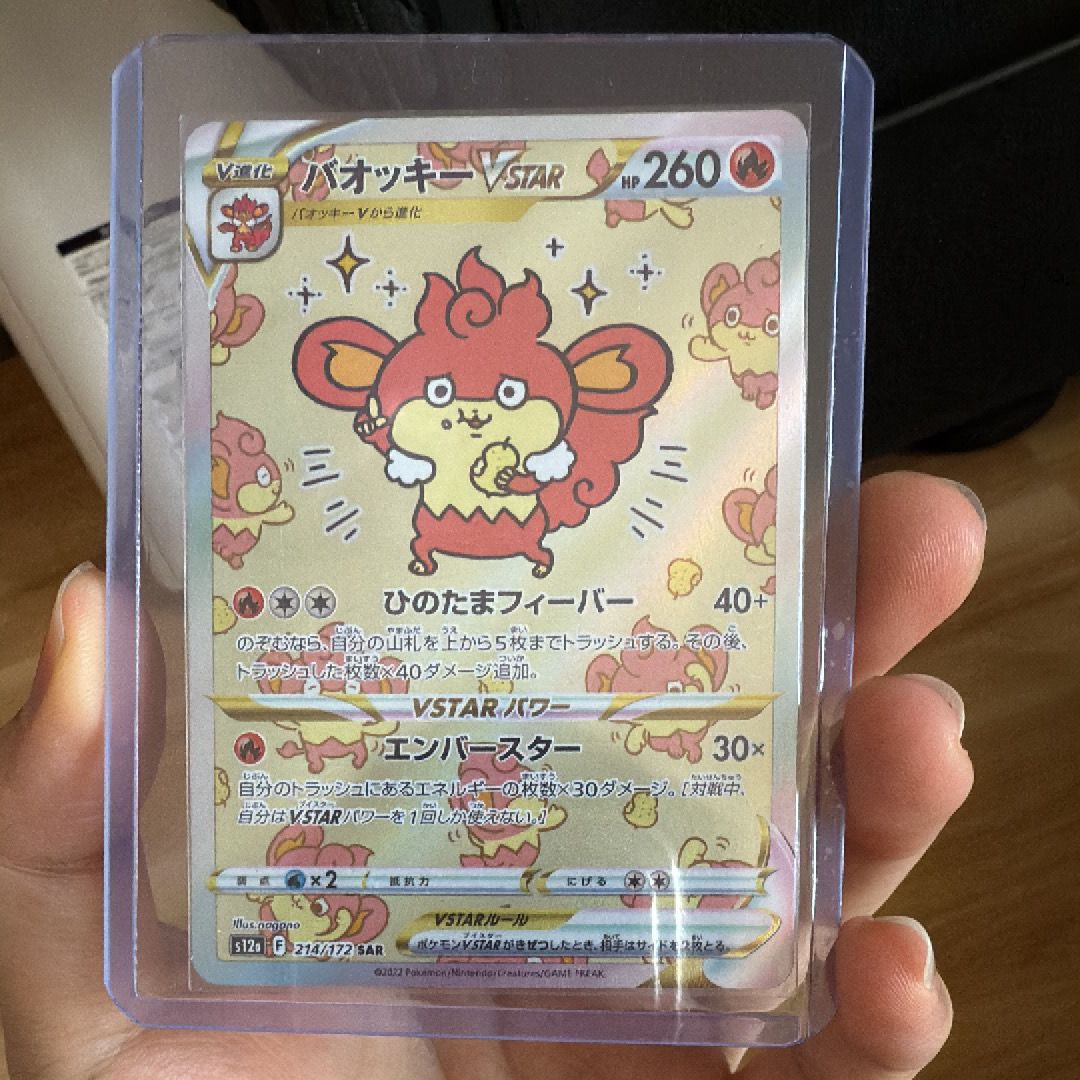 V進化 バオッキーVSTAR HP260
バオッキーVから進化
ひのたまフィーバー 40+
のぞむなら、自分の山札を上から5枚までトラッシュする。その後、
トラッシュした枚数×40ダメージ追加。
VSTARパワー
エンバースター 30×
自分のトラッシュにあるエネルギーの枚数×30ダメージ。[対戦中、
自分はVSTARパワーを1回しか使えない。]
弱点 ×2 抵抗力 にげる
Illus. nagano
VSTARルール
s12a F 214/172 SAR
ポケモンVSTARがきぜつしたとき、相手はサイドを2枚とる。
©2022 Pokémon/Nintendo/Creatures/GAME FREAK.